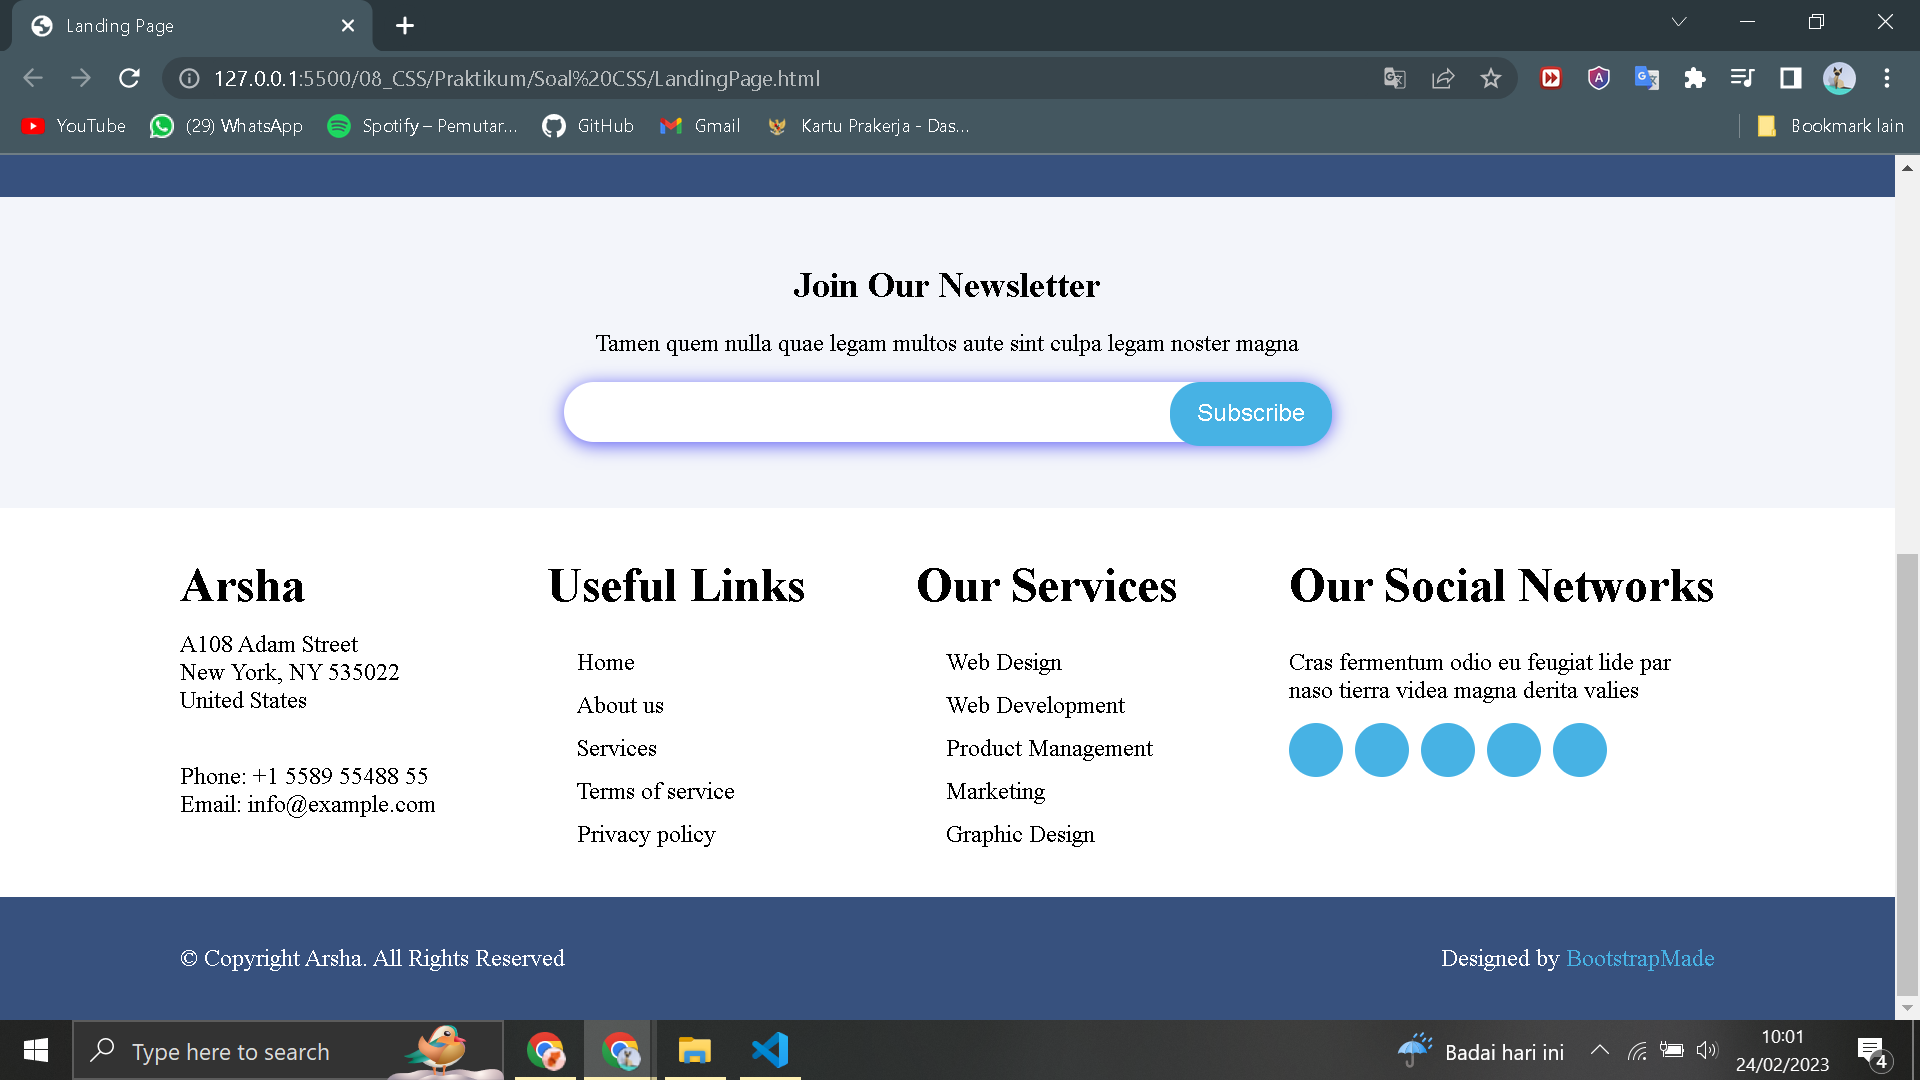 Landing Page
127.0.0.1:5500/08_CSS/Praktikum/Soal%20CSS/LandingPage.html
YouTube
(29) WhatsApp
Spotify – Pemutar...
GitHub
Gmail
Kartu Prakerja - Das...
Bookmark lain
Join Our Newsletter
Tamen quem nulla quae legam multos aute sint culpa legam noster magna
Subscribe
Arsha
A108 Adam Street
New York, NY 535022
United States
Phone: +1 5589 55488 55
Email: info@example.com
Useful Links
Home
About us
Services
Terms of service
Privacy policy
Our Services
Web Design
Web Development
Product Management
Marketing
Graphic Design
Our Social Networks
Cras fermentum odio eu feugiat lide par
naso tierra videa magna derita valies
© Copyright Arsha. All Rights Reserved
Designed by BootstrapMade
Type here to search
Badai hari ini
10:01
24/02/2023
4